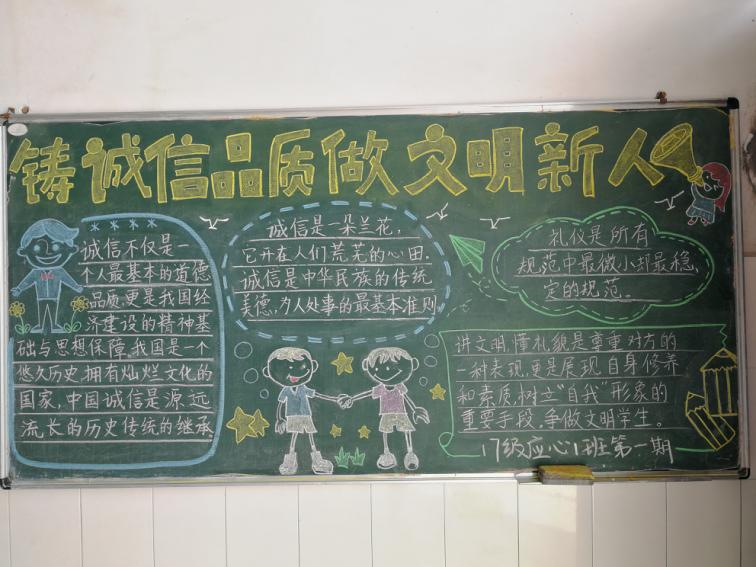 铸诚信品质做文明新人
诚信不仅是一
个人最基本的道德
品质,更是我国经
济建设的精神基
础与思想保障,我国是一个
悠久历史,拥有灿烂文化的
国家,中国诚信是源远
流长的历史传统的继承
诚信是一朵兰花,
它开在人们荒芜的心田.
诚信是中华民族的传统
美德,为人处事的最基本准则
礼仪是所有
规范中最微小却最稳
定的规范。
讲文明,懂礼貌是尊重对方的
一种表现,更是展现自身修养
和素质,树立“自我”形象的
重要手段,争做文明学生。
17级应心1班第一期